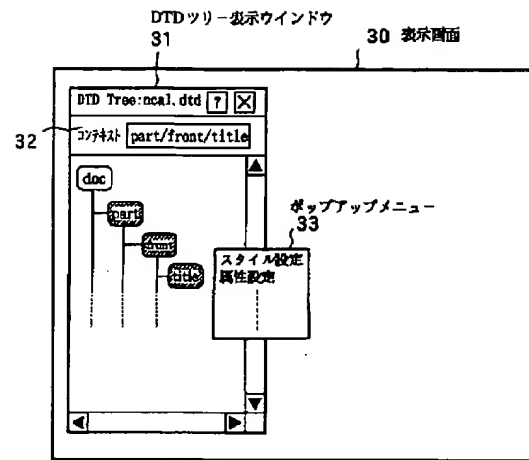 DTDツリー表示ウインドウ
31
30 表示画面
DTD Tree:ncal.dtd ?
32
コンテキスト part/front/title
doc
part
front
title
ポップアップメニュー
33
スタイル設定
属性設定